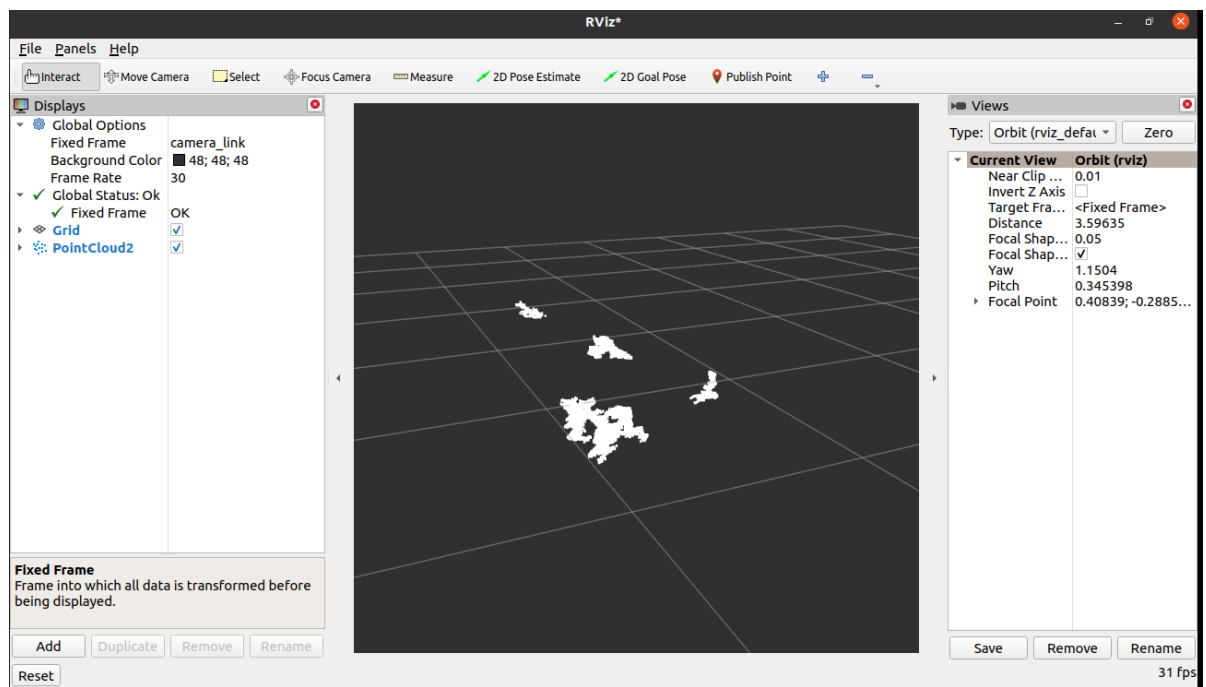 RViz*
File Panels Help
Interact Move Camera Select Focus Camera Measure 2D Pose Estimate 2D Goal Pose Publish Point
Displays
Global Options
Fixed Frame camera_link
Background Color 48; 48; 48
Frame Rate 30
Global Status: Ok
Fixed Frame OK
Grid
PointCloud2
Fixed Frame
Frame into which all data is transformed before
being displayed.
Add Duplicate Remove Rename
Reset
Views
Type: Orbit (rviz_defau Zero
Current View Orbit (rviz)
Near Clip ... 0.01
Invert Z Axis
Target Fra... <Fixed Frame>
Distance 3.59635
Focal Shap... 0.05
Focal Shap...
Yaw 1.1504
Pitch 0.345398
Focal Point 0.40839; -0.2885...
Save Remove Rename
31 fps